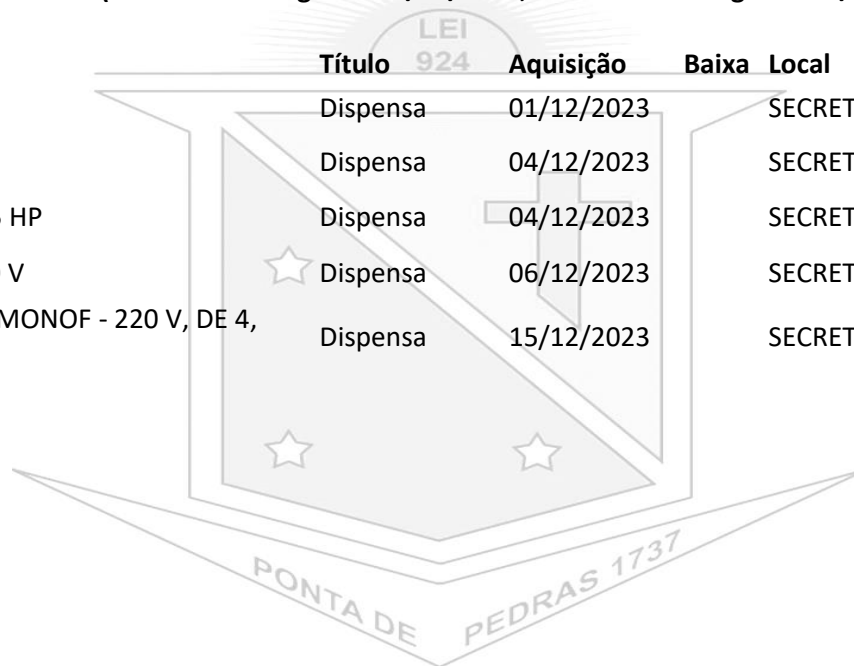 LEI
924
Título Aquisição Baixa Local
Dispensa 01/12/2023 SECRET
Dispensa 04/12/2023 SECRET
HP Dispensa 04/12/2023 SECRET
V Dispensa 06/12/2023 SECRET
MONOF - 220 V, DE 4,
Dispensa 15/12/2023 SECRET
PONTA DE PEDRAS 1737